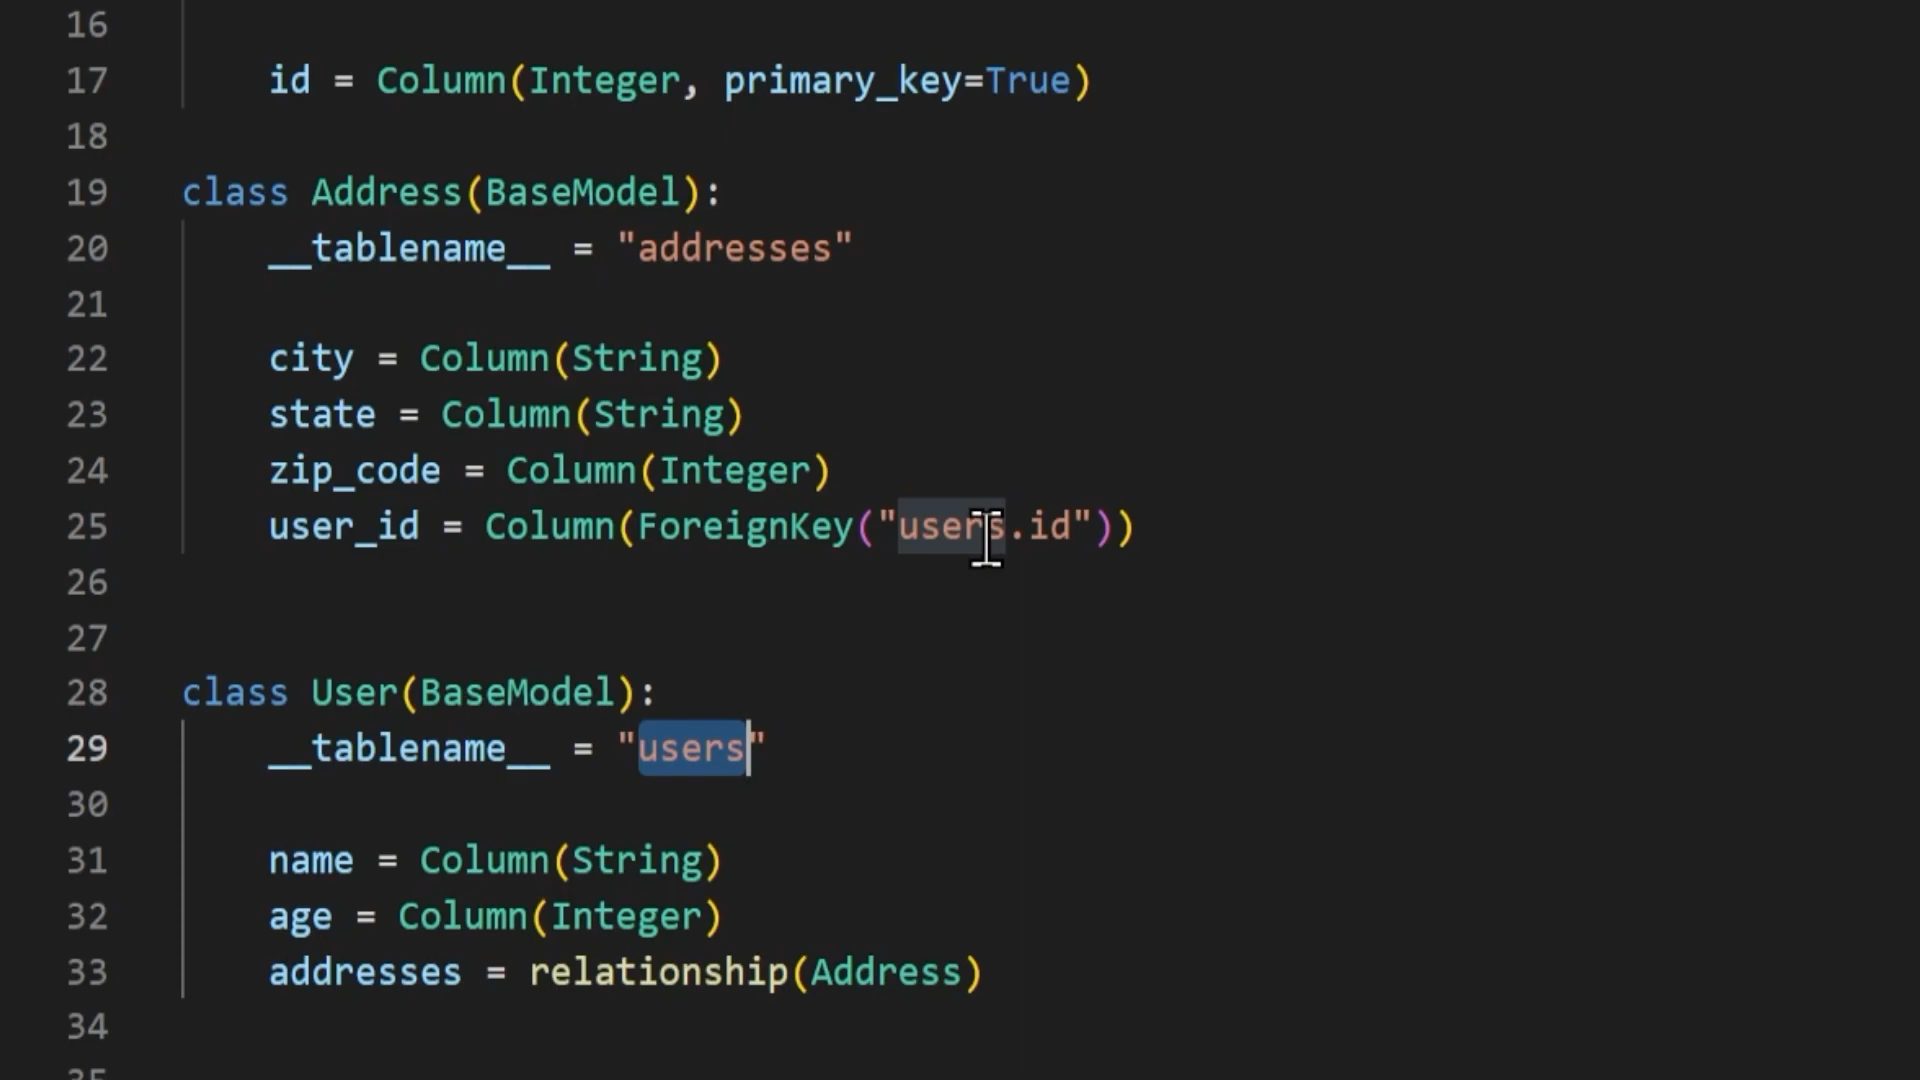 16
17 id = Column(Integer, primary_key=True)
18
19 class Address(BaseModel):
20 __tablename__ = "addresses"
21
22 city = Column(String)
23 state = Column(String)
24 zip_code = Column(Integer)
25 user_id = Column(ForeignKey("users.id"))
26
27
28 class User(BaseModel):
29 __tablename__ = "users"
30
31 name = Column(String)
32 age = Column(Integer)
33 addresses = relationship(Address)
34
35